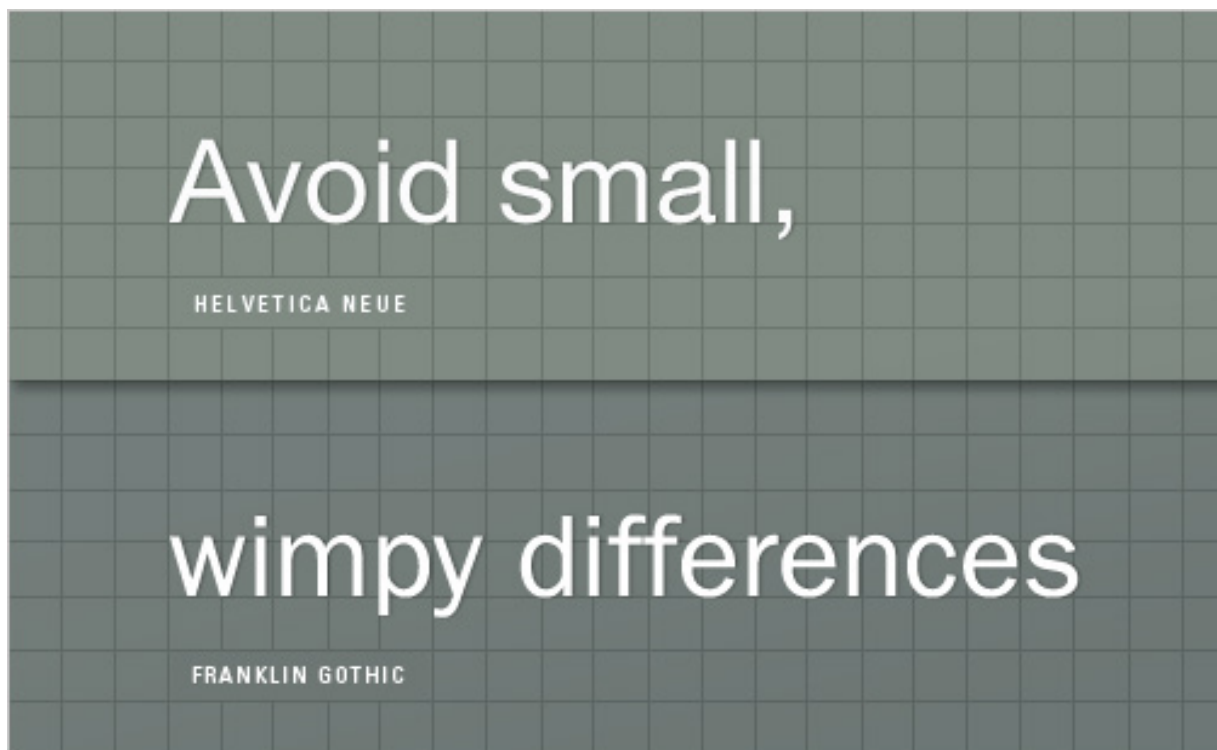 Avoid small,
HELVETICA NEUE
wimpy differences
FRANKLIN GOTHIC